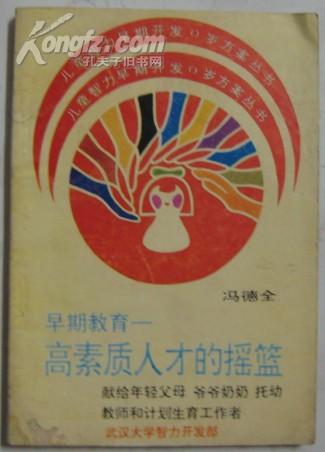 Kongfz.com
孔夫子旧书网
儿童智力早期开发0岁方案丛书
儿童智力早期开发0岁方案丛书
冯德全
早期教育—
高素质人才的摇篮
献给年轻父母 爷爷奶奶 托幼
教师和计划生育工作者
武汉大学智力开发部